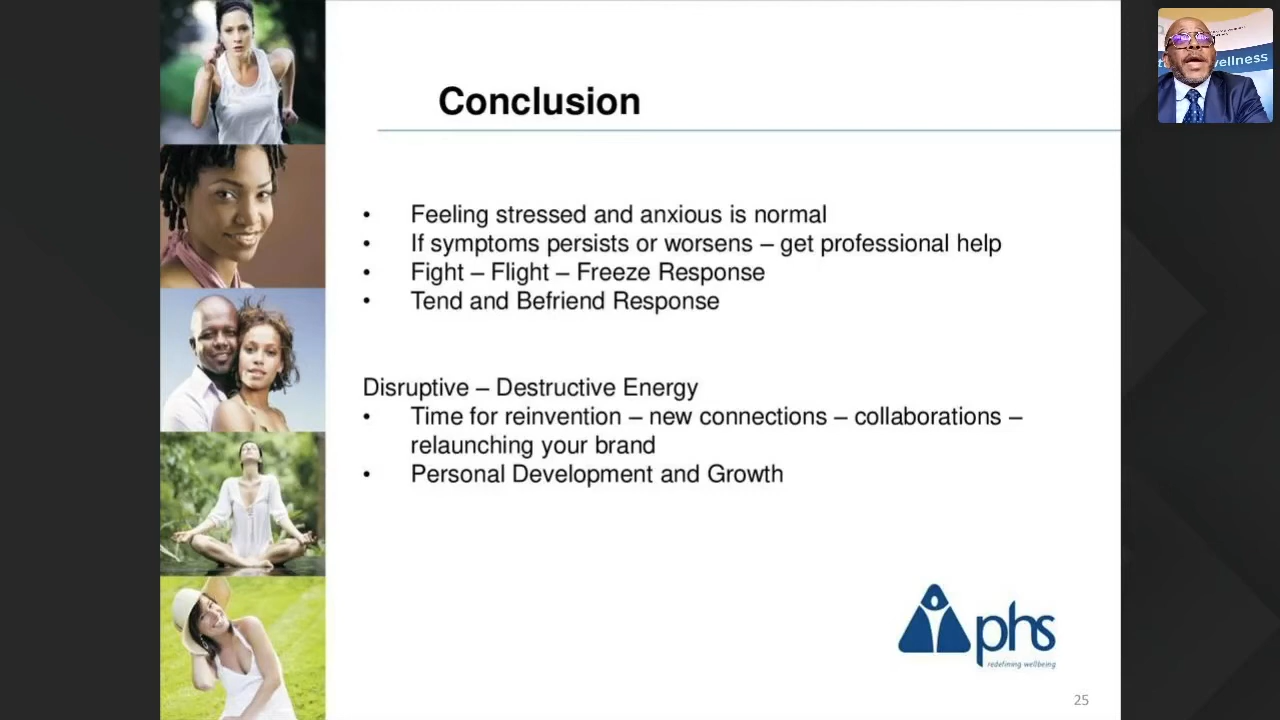 ellness
Conclusion
• Feeling stressed and anxious is normal
• If symptoms persists or worsens – get professional help
• Fight – Flight – Freeze Response
• Tend and Befriend Response
Disruptive – Destructive Energy
• Time for reinvention – new connections – collaborations –
relaunching your brand
• Personal Development and Growth
phs
redefining wellbeing
25